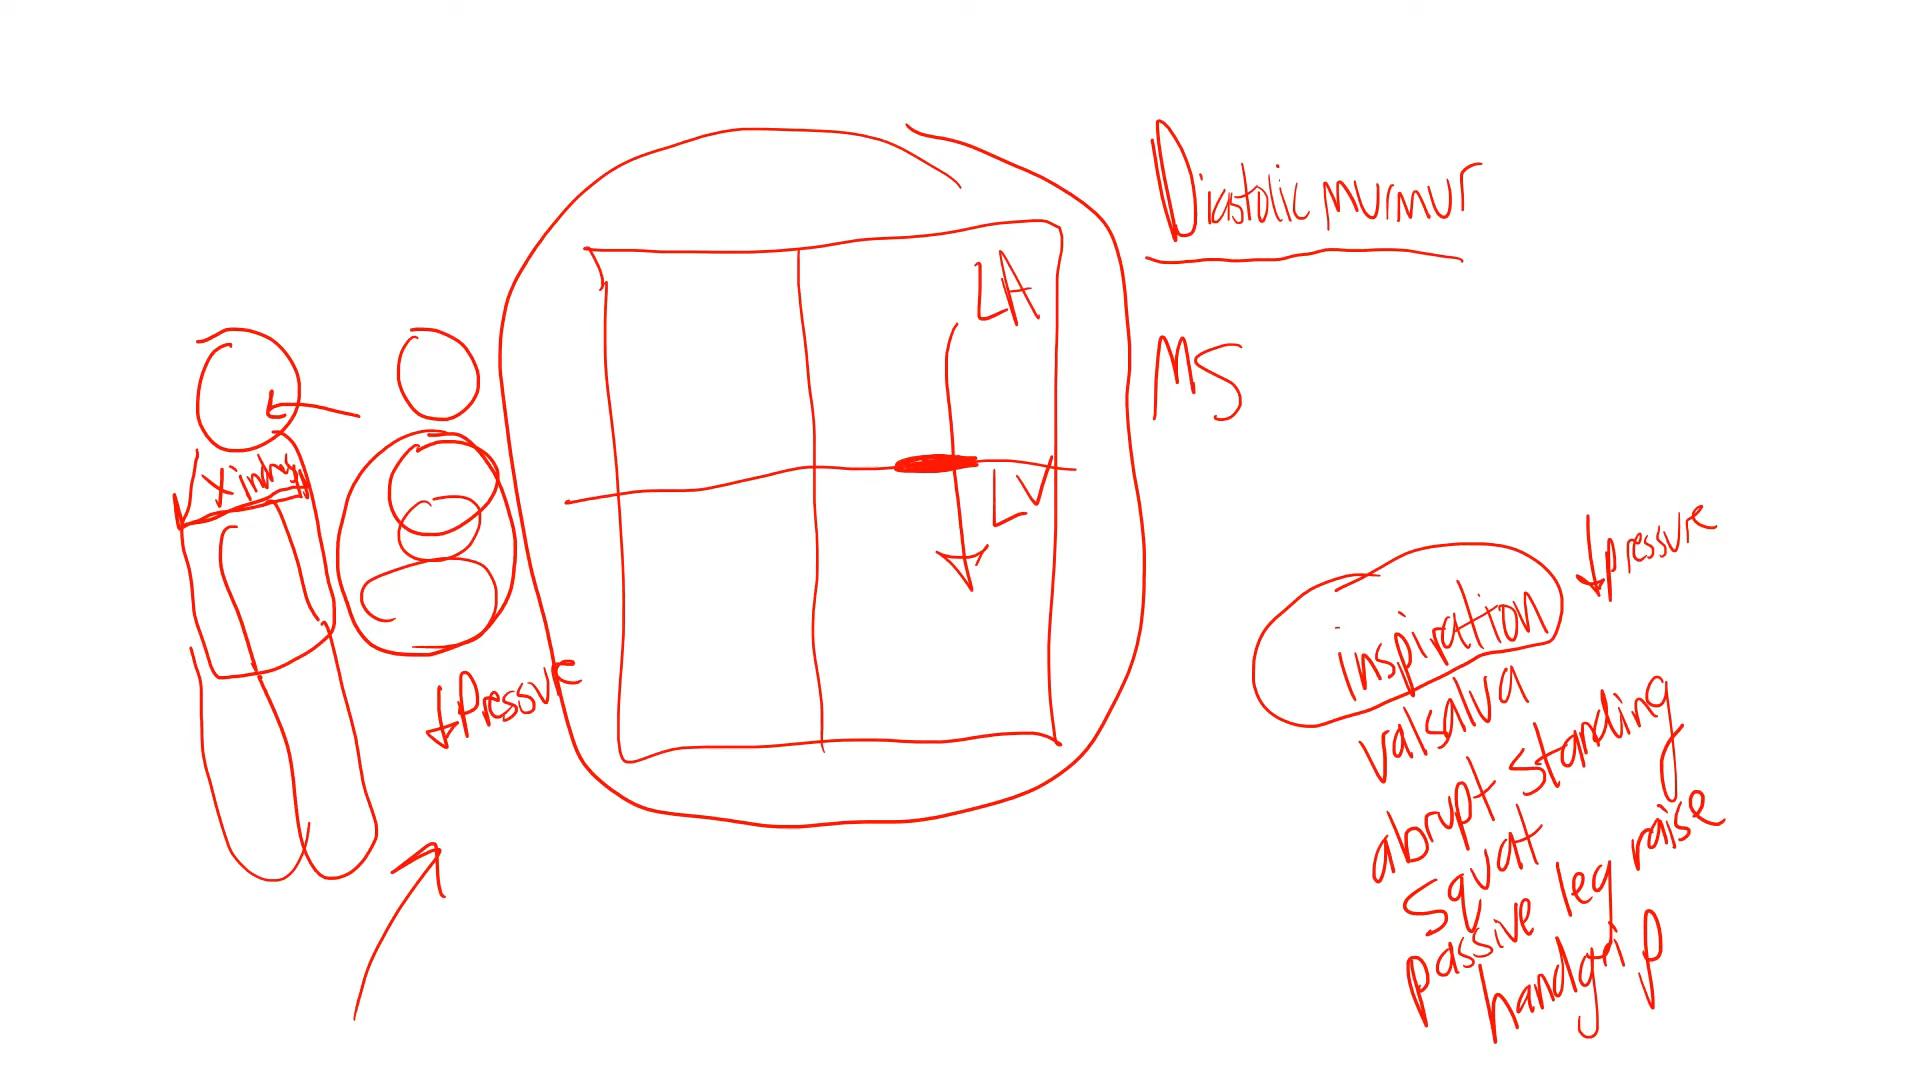 Diastolic murmur
LA
MS
LV
↓ pressure
inspiration
↓ Pressure
valsalva
abrupt standing
squat
passive leg raise
handgrip